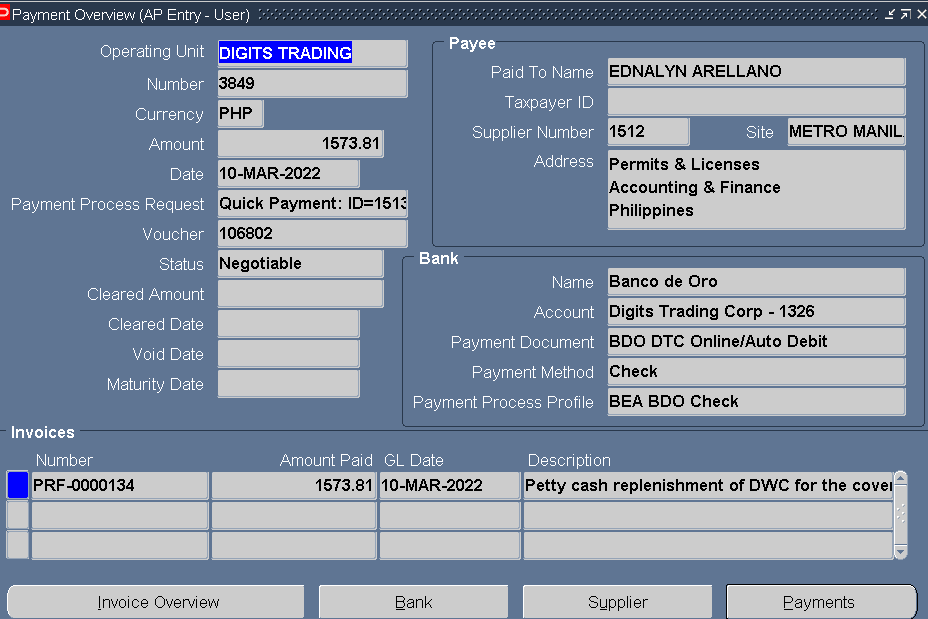 Payment Overview (AP Entry - User)
Operating Unit DIGITS TRADING
Number 3849
Currency PHP
Amount 1573.81
Date 10-MAR-2022
Payment Process Request Quick Payment: ID=1513
Voucher 106802
Status Negotiable
Cleared Amount
Cleared Date
Void Date
Maturity Date
Payee
Paid To Name EDNALYN ARELLANO
Taxpayer ID
Supplier Number 1512 Site METRO MANIL
Address Permits & Licenses
Accounting & Finance
Philippines
Bank
Name Banco de Oro
Account Digits Trading Corp - 1326
Payment Document BDO DTC Online/Auto Debit
Payment Method Check
Payment Process Profile BEA BDO Check
Invoices
Number Amount Paid GL Date Description
PRF-0000134 1573.81 10-MAR-2022 Petty cash replenishment of DWC for the cover
Invoice Overview Bank Supplier Payments